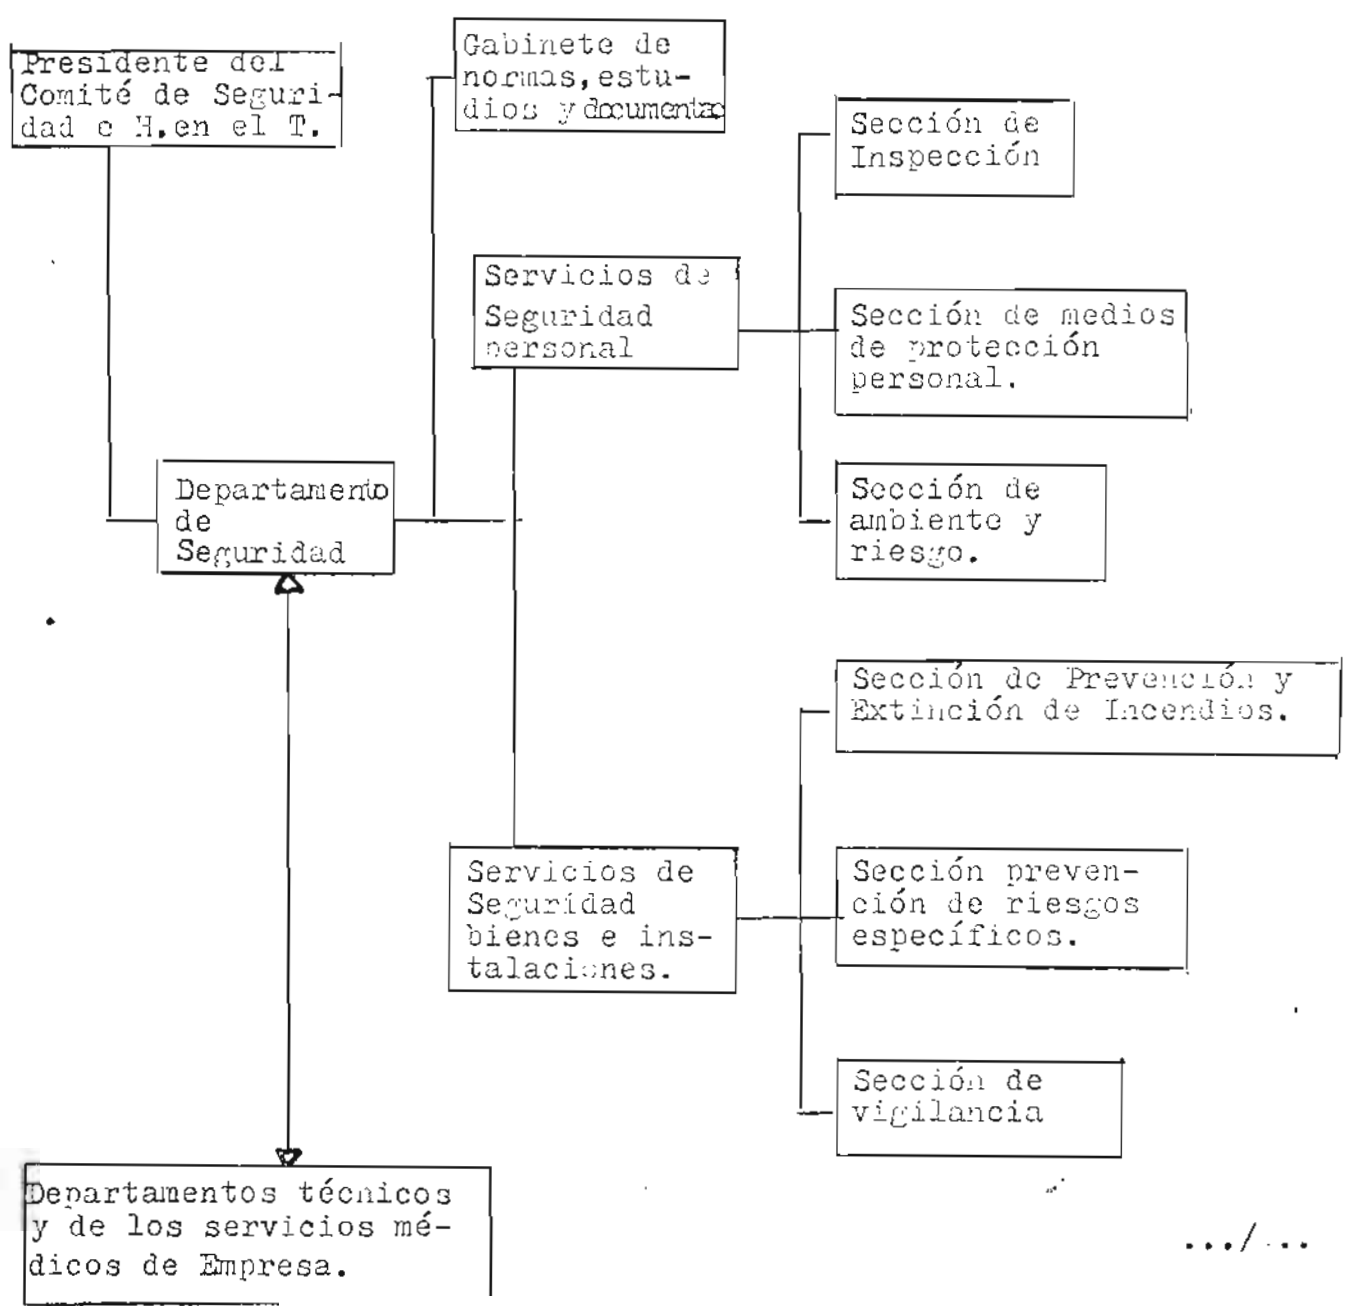 Presidente del
Comité de Seguri-
dad e H. en el T.
Gabinete de
normas, estu-
dios y documentac
Sección de
Inspección
Servicios de
Seguridad
personal
Sección de medios
de protección
personal.
Departamento
de
Seguridad
Sección de
ambiente y
riesgo.
Sección de Prevención y
Extinción de Incendios.
Servicios de
Seguridad
bienes e ins-
talaciones.
Sección preven-
ción de riesgos
específicos.
Sección de
vigilancia
Departamentos técnicos
y de los servicios mé-
dicos de Empresa.
.../...